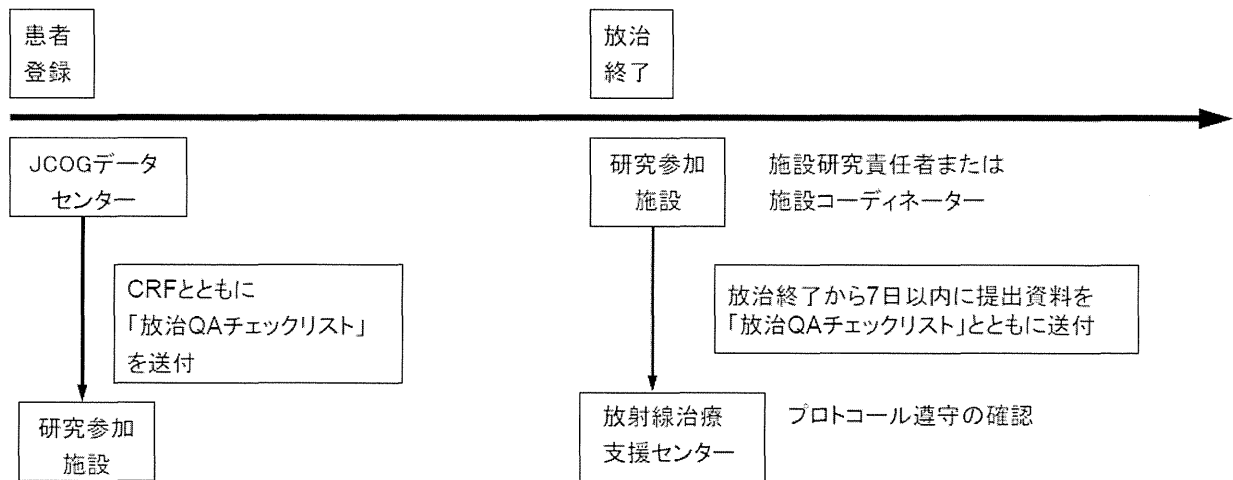 患者
登録
放治
終了
JCOGデータ
センター
研究参加
施設
施設研究責任者または
施設コーディネーター
CRFとともに
「放治QAチェックリスト」
を送付
放治終了から7日以内に提出資料を
「放治QAチェックリスト」とともに送付
研究参加
施設
放射線治療
支援センター
プロトコール遵守の確認